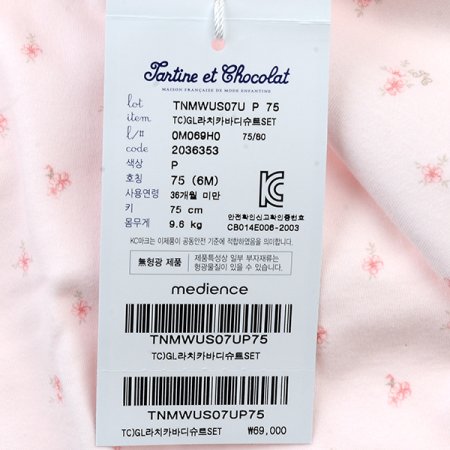 Tartine et Chocolat
MAISON FRANÇAISE DE MODE ENFANTINE
lot TNMWUS07U P 75
item TC)GL라치카바디슈트SET
l/# 0M069H0 75/80
code 2036353
색상 P
호칭 75 (6M)
사용연령 36개월 미만
키 75 cm
몸무게 9.6 kg
안전확인신고확인증번호
CB014E006-2003
KC마크는 이제품이 공통안전 기준에 적합하였음을 의미합니다.
無형광 제품
제품특성상 일부 부자재류는
형광물질이 있을 수 있습니다
medience
TNMWUS07UP75
TC)GL라치카바디슈트SET
TNMWUS07UP75
TC)GL라치카바디슈트SET ₩69,000